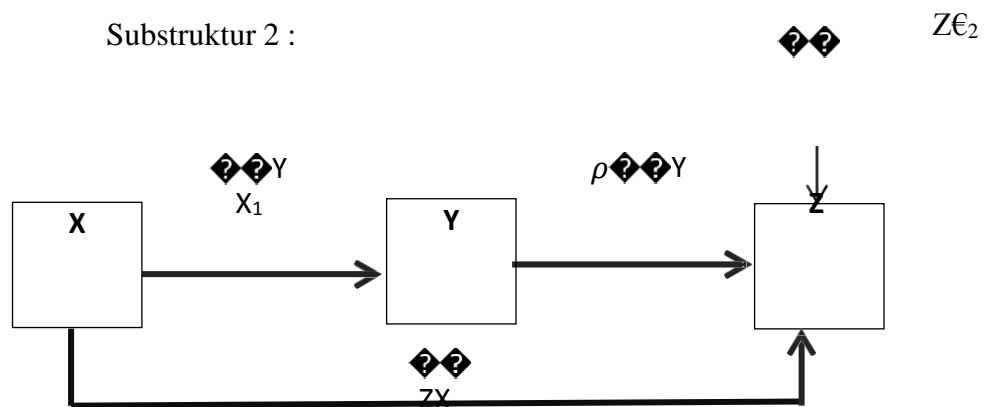 Substruktur 2 :
�� Z€₂
��Y
X₁
ρ��Y
X
Y
Z
��
ZX